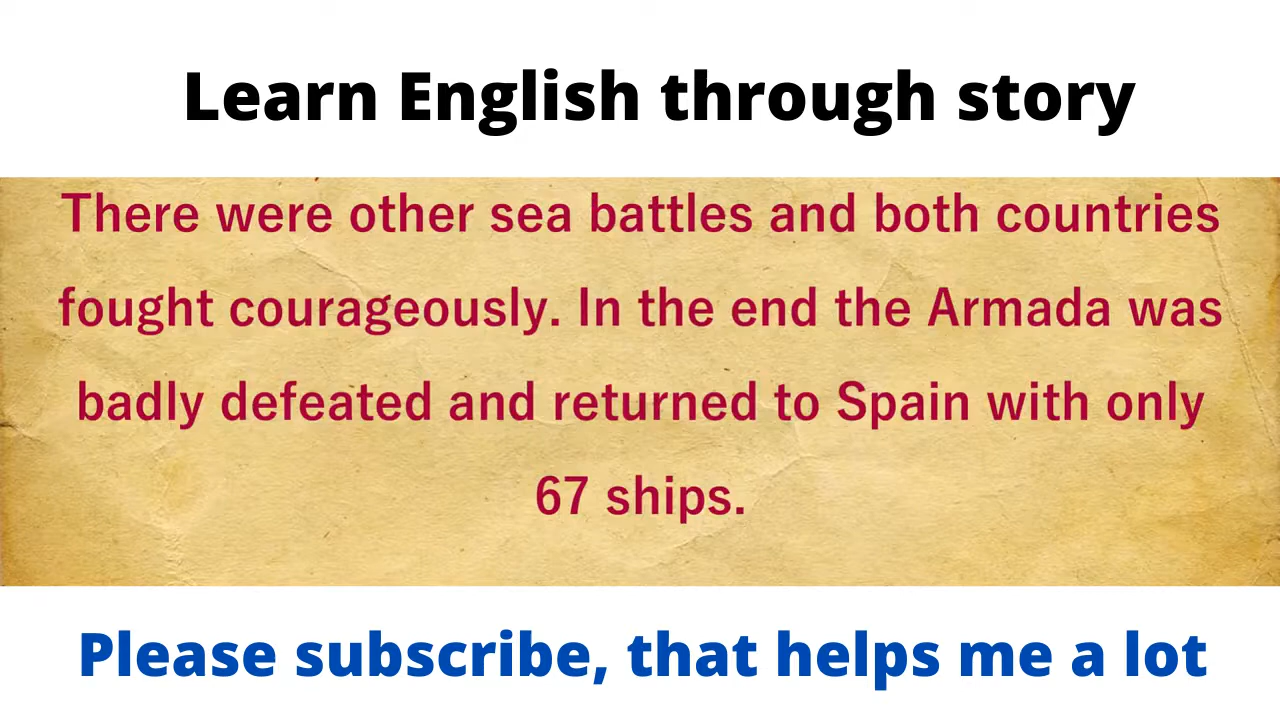 Learn English through story
There were other sea battles and both countries
fought courageously. In the end the Armada was
badly defeated and returned to Spain with only
67 ships.
Please subscribe, that helps me a lot